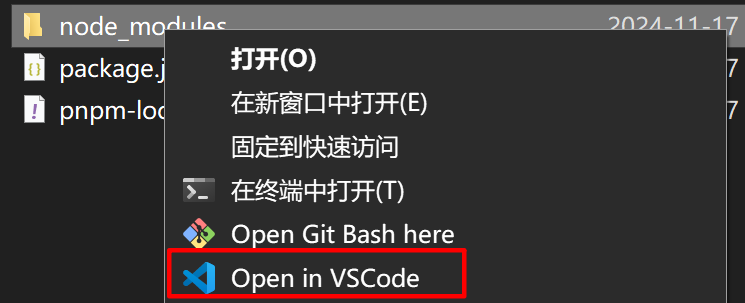 node_modules 2024-11-17
打开(O)
package.j 7
在新窗口中打开(E)
pnpm-loc 7
固定到快速访问
在终端中打开(T)
Open Git Bash here
Open in VSCode